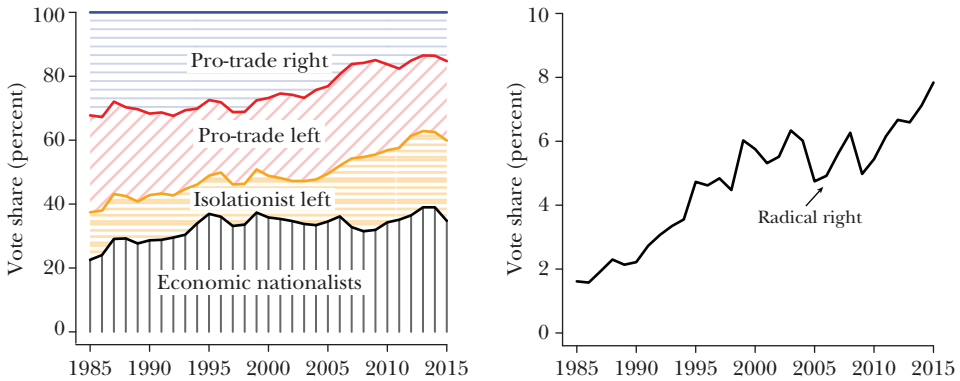 Vote share (percent)
100
80
60
40
20
0
Pro-trade right
Pro-trade left
Isolationist left
Economic nationalists
1985 1990 1995 2000 2005 2010 2015
Vote share (percent)
10
8
6
4
2
0
Radical right
1985 1990 1995 2000 2005 2010 2015